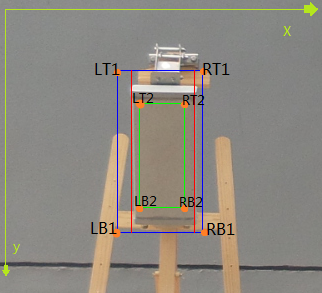 X
LT1 RT1
LT2 RT2
LB2 RB2
LB1 RB1
y